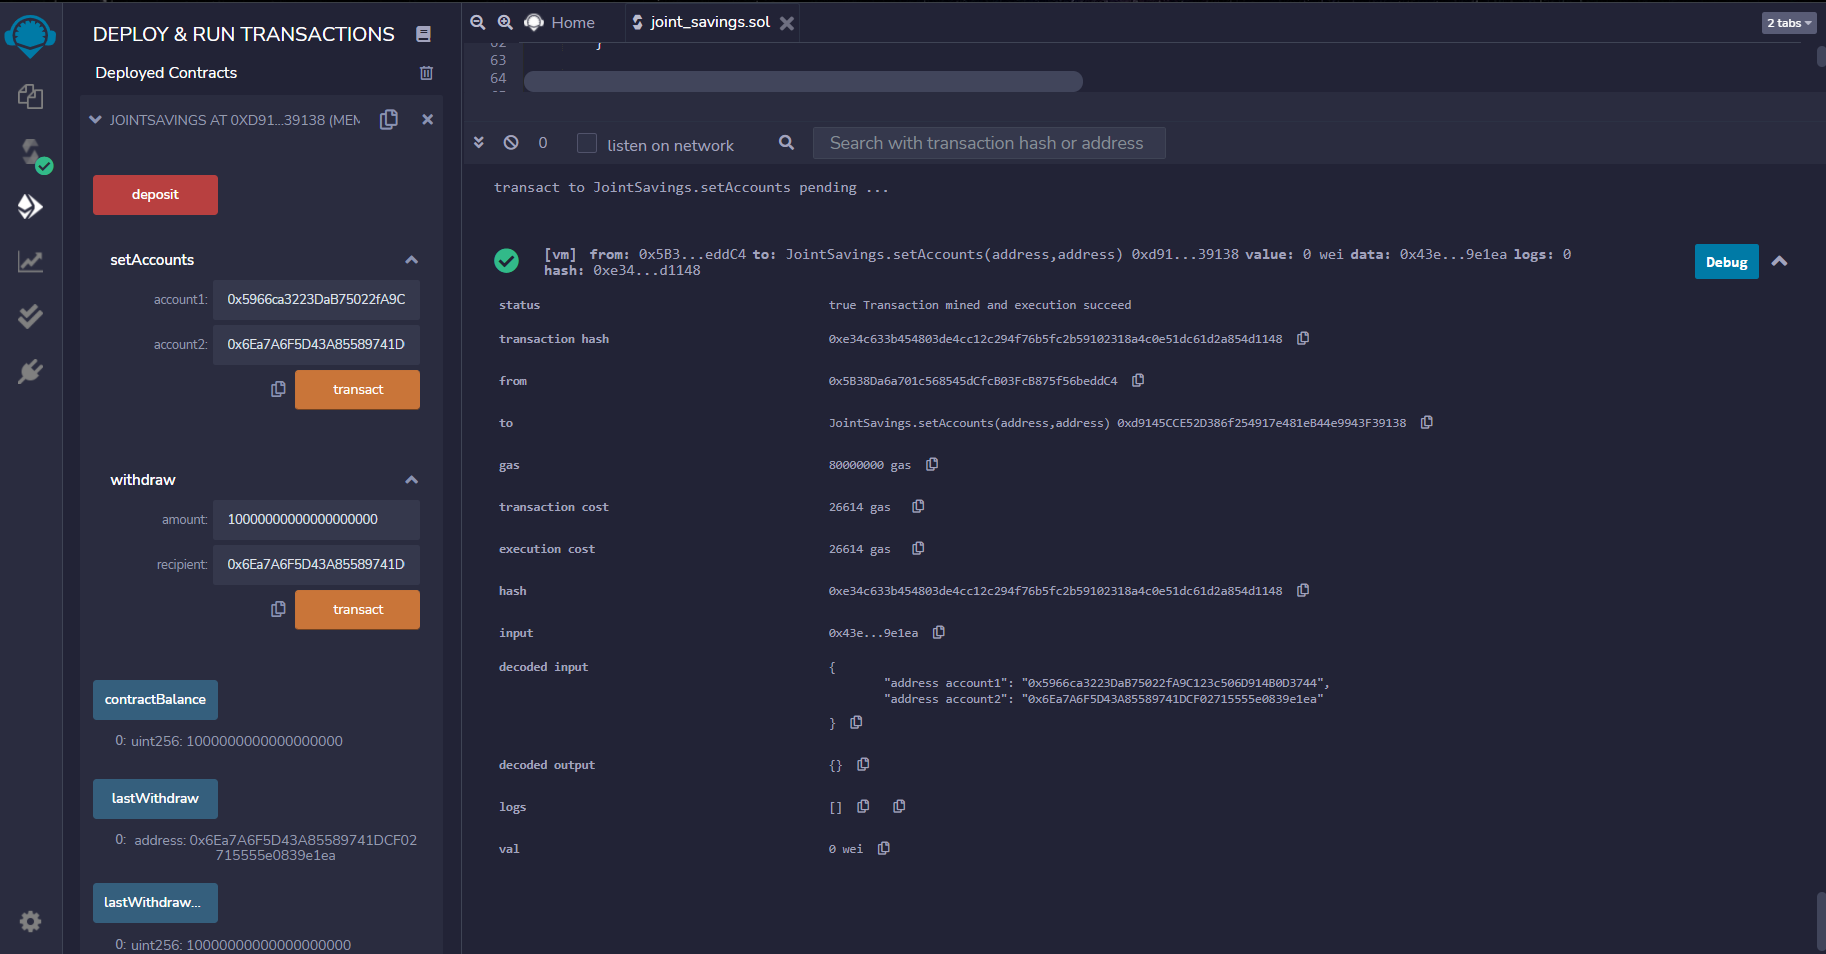 DEPLOY & RUN TRANSACTIONS
Deployed Contracts
JOINTSAVINGS AT 0XD91...39138 (MEM
deposit
setAccounts
account1: 0x5966ca3223DaB75022fA9C
account2: 0x6Ea7A6F5D43A85589741D
transact
withdraw
amount: 10000000000000000000
recipient: 0x6Ea7A6F5D43A85589741D
transact
contractBalance
0: uint256: 1000000000000000000
lastWithdraw
0: address: 0x6Ea7A6F5D43A85589741DCF02
715555e0839e1ea
lastWithdraw...
0: uint256: 10000000000000000000
Home
joint_savings.sol
2 tabs
62 }
63
64
0
listen on network
Search with transaction hash or address
transact to JointSavings.setAccounts pending ...
[vm] from: 0x5B3...eddC4 to: JointSavings.setAccounts(address,address) 0xd91...39138 value: 0 wei data: 0x43e...9e1ea logs: 0
hash: 0xe34...d1148
Debug
status true Transaction mined and execution succeed
transaction hash 0xe34c633b454803de4cc12c294f76b5fc2b59102318a4c0e51dc61d2a854d1148
from 0x5B38Da6a701c568545dCfcB03FcB875f56beddC4
to JointSavings.setAccounts(address,address) 0xd9145CCE52D386f254917e481eB44e9943F39138
gas 80000000 gas
transaction cost 26614 gas
execution cost 26614 gas
hash 0xe34c633b454803de4cc12c294f76b5fc2b59102318a4c0e51dc61d2a854d1148
input 0x43e...9e1ea
decoded input {
"address account1": "0x5966ca3223DaB75022fA9C123c506D914B0D3744",
"address account2": "0x6Ea7A6F5D43A85589741DCF02715555e0839e1ea"
}
decoded output {}
logs []
val 0 wei